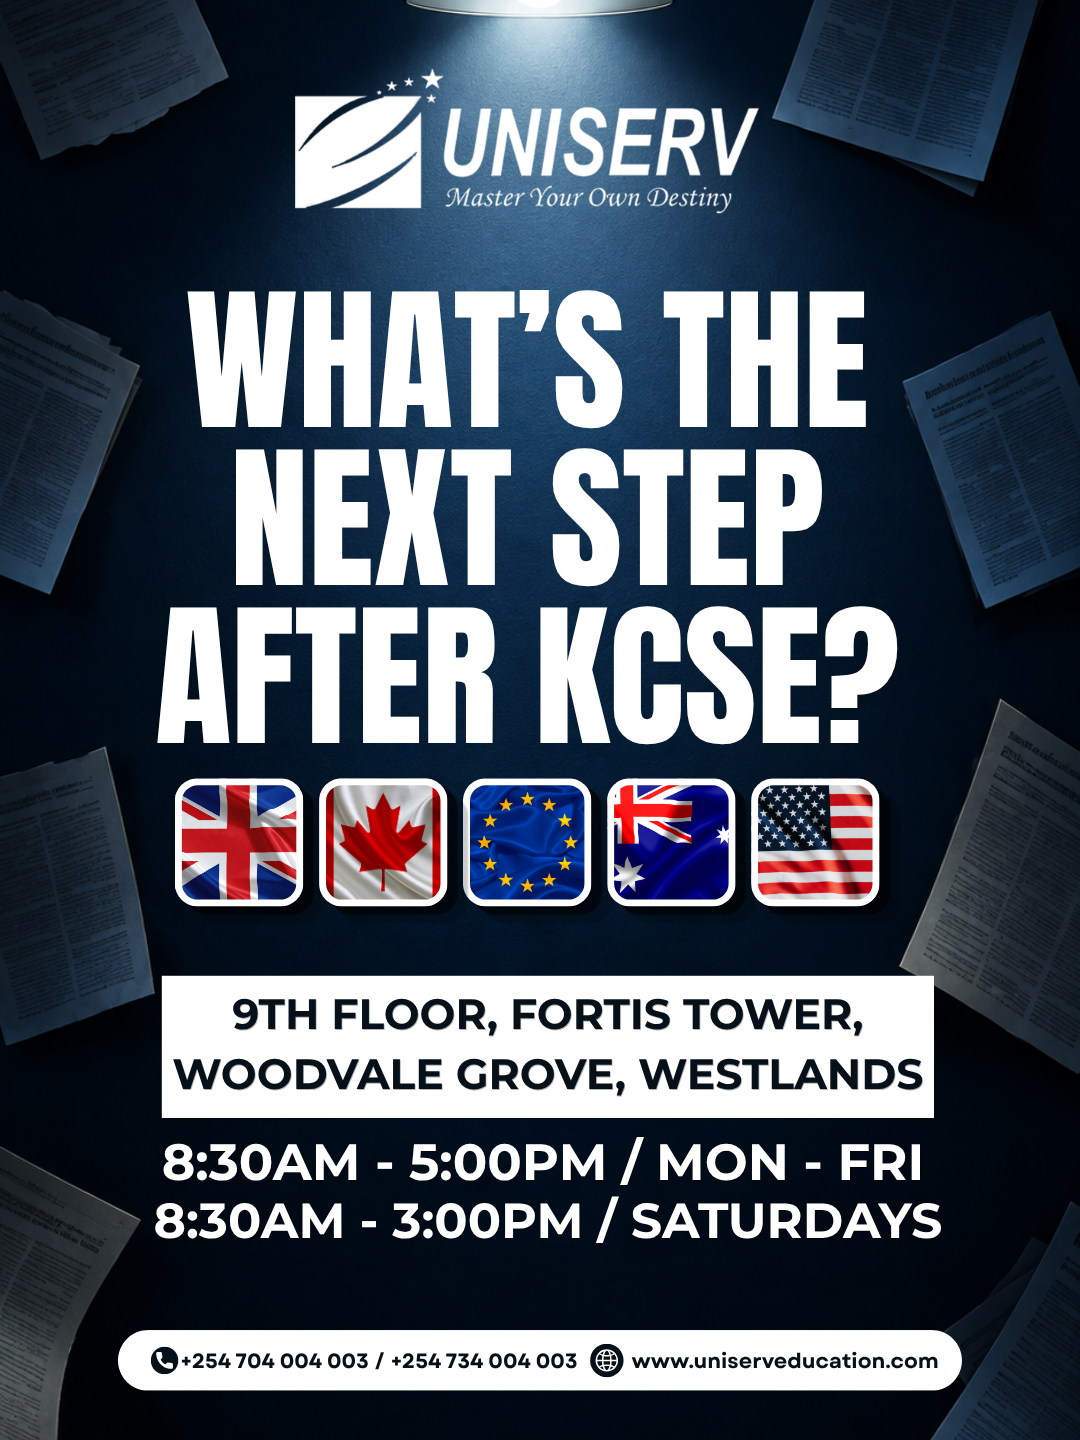 UNISERV
Master Your Own Destiny
WHAT'S THE
NEXT STEP
AFTER KCSE?
9TH FLOOR, FORTIS TOWER,
WOODVALE GROVE, WESTLANDS
8:30AM - 5:00PM / MON - FRI
8:30AM - 3:00PM / SATURDAYS
+254 704 004 003 / +254 734 004 003 www.uniserveducation.com